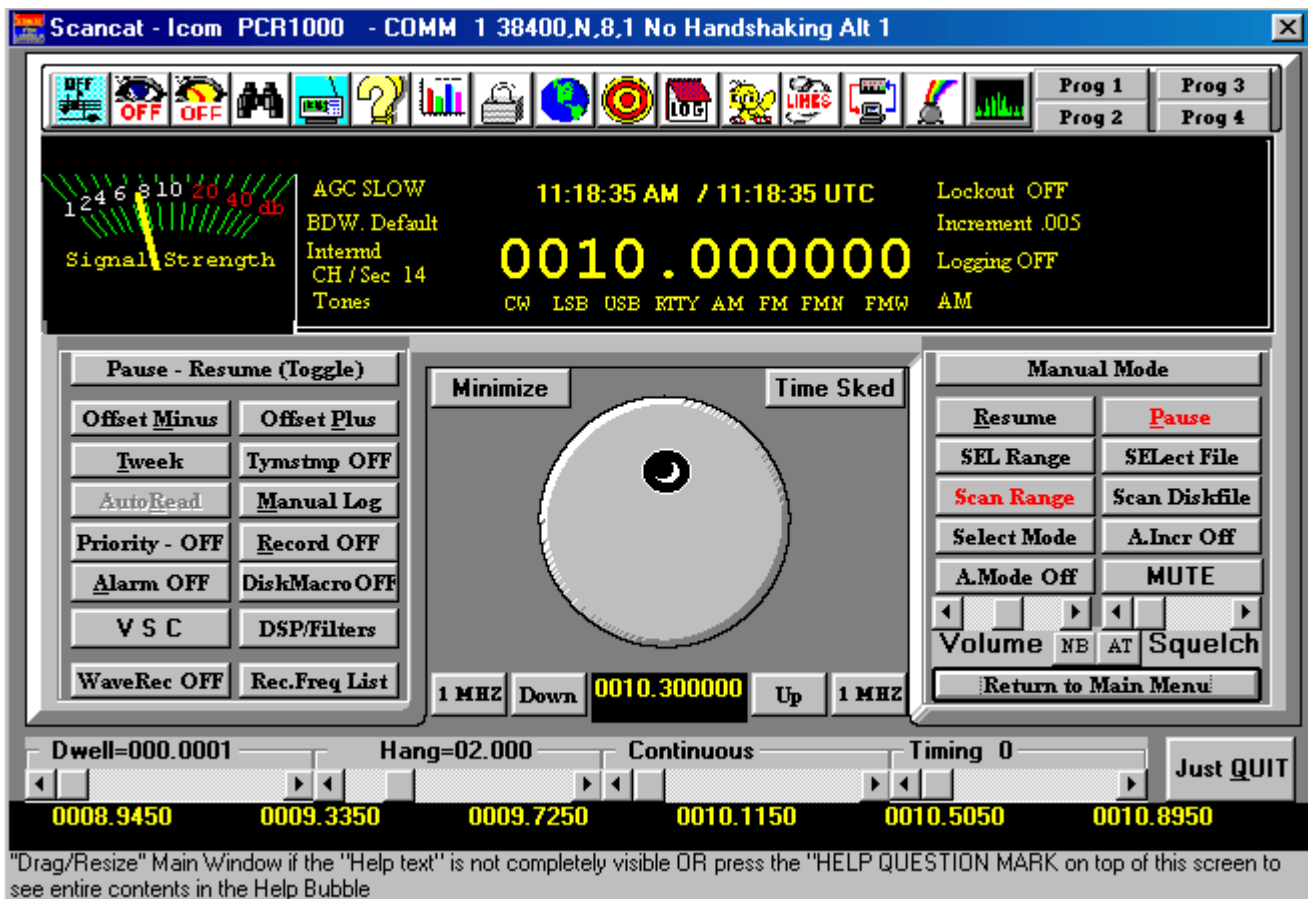 Scancat - Icom PCR1000 - COMM 1 38400,N,8,1 No Handshaking Alt 1
OFF
OFF
OFF
LOG
LIMES
Prog 1
Prog 3
Prog 2
Prog 4
1 2 4 6 8 10 20 40 db
Signal Strength
AGC SLOW
BDW. Default
Intermd
CH / Sec 14
Tones
11:18:35 AM / 11:18:35 UTC
0010.000000
CW LSB USB RTTY AM FM FMN FMW
Lockout OFF
Increment .005
Logging OFF
AM
Pause - Resume (Toggle)
Offset Minus
Offset Plus
Tweek
Tymstmp OFF
AutoRead
Manual Log
Priority - OFF
Record OFF
Alarm OFF
DiskMacro OFF
V S C
DSP/Filters
WaveRec OFF
Rec.Freq List
Minimize
Time Sked
1 MHZ
Down
0010.300000
Up
1 MHZ
Manual Mode
Resume
Pause
SEL Range
SELect File
Scan Range
Scan Diskfile
Select Mode
A.Incr Off
A.Mode Off
MUTE
Volume
NB
AT
Squelch
Return to Main Menu
Dwell=000.0001
Hang=02.000
Continuous
Timing 0
Just QUIT
0008.9450 0009.3350 0009.7250 0010.1150 0010.5050 0010.8950
"Drag/Resize" Main Window if the "Help text" is not completely visible OR press the "HELP QUESTION MARK on top of this screen to
see entire contents in the Help Bubble